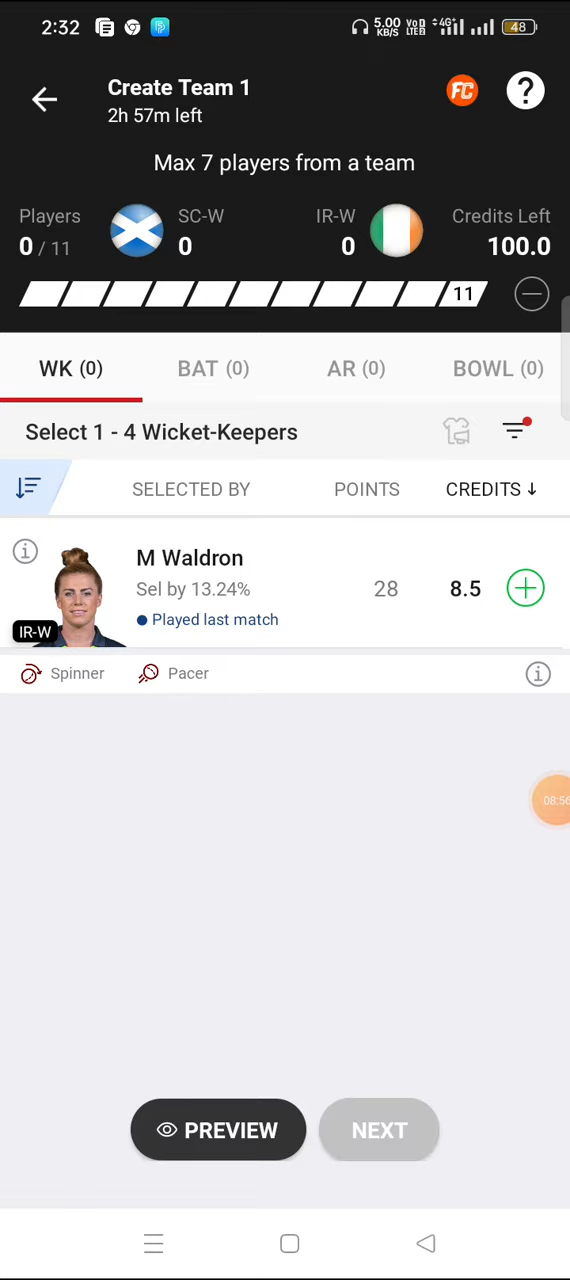 2:32 5.00 KB/S VoD LTE 4G+ 48
Create Team 1
2h 57m left
FC ?
Max 7 players from a team
Players SC-W IR-W Credits Left
0 / 11 0 0 100.0
11
WK (0) BAT (0) AR (0) BOWL (0)
Select 1 - 4 Wicket-Keepers
SELECTED BY POINTS CREDITS ↓
M Waldron
Sel by 13.24% 28 8.5
Played last match
IR-W
Spinner Pacer
08:56
PREVIEW NEXT